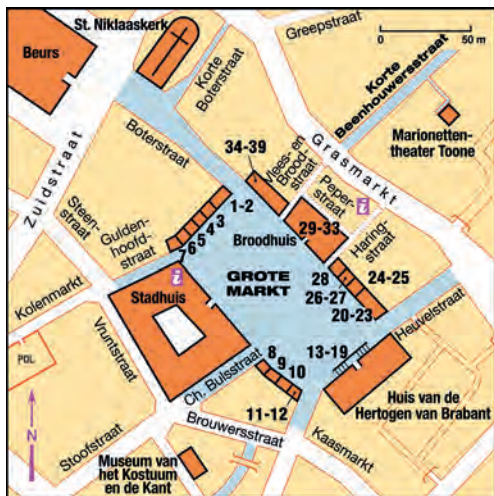 St. Niklaaskerk
Greepstraat
0 50 m
Beurs
Korte
Boterstraat
Korte
Beenhouwersstraat
Marionetten-
theater Toone
Boterstraat
Grasmarkt
34-39
Vlees- en
Brood-
straat
Peper-
straat
i
Zuidstraat
Steen-
straat
Gulden-
hoofd-
straat
1-2
3
4
5
6
7
Broodhuis
29-33
Haring-
straat
i
GROTE
MARKT
28
26-27
24-25
20-23
Heuvelstraat
Kolenmarkt
Stadhuis
POL.
Vruntstraat
Ch. Bulsstraat
8
9
10
13-19
11-12
Huis van de
Hertogen van Brabant
N
Stoofstraat
Brouwersstraat
Kaasmarkt
Museum van
het Kostuum
en de Kant